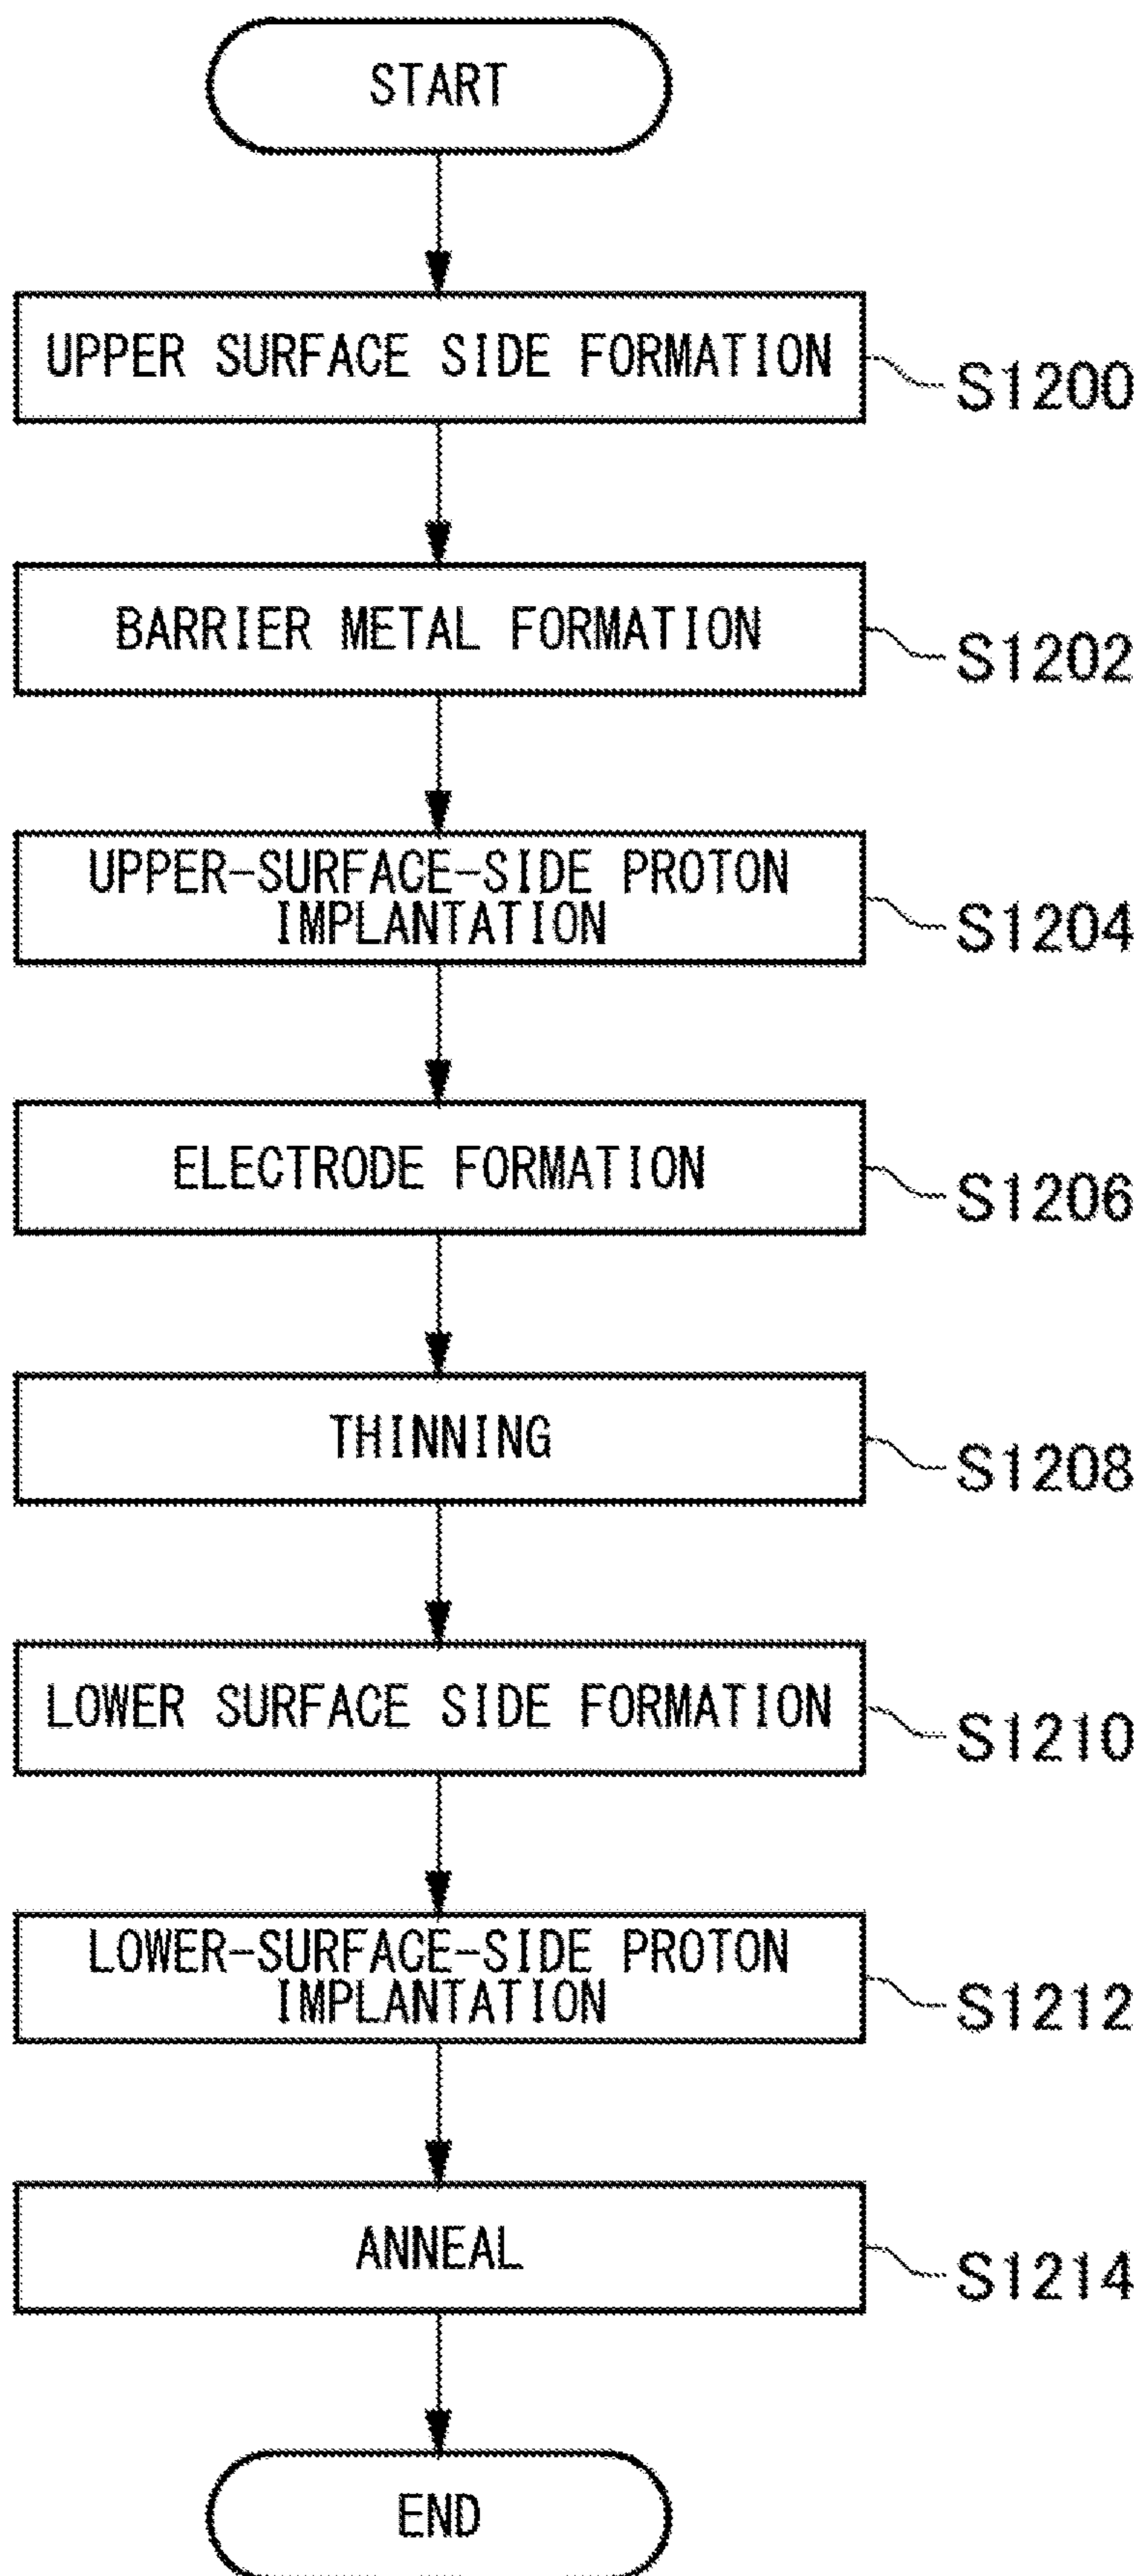 START
UPPER SURFACE SIDE FORMATION
S1200
BARRIER METAL FORMATION
S1202
UPPER-SURFACE-SIDE PROTON
IMPLANTATION
S1204
ELECTRODE FORMATION
S1206
THINNING
S1208
LOWER SURFACE SIDE FORMATION
S1210
LOWER-SURFACE-SIDE PROTON
IMPLANTATION
S1212
ANNEAL
S1214
END